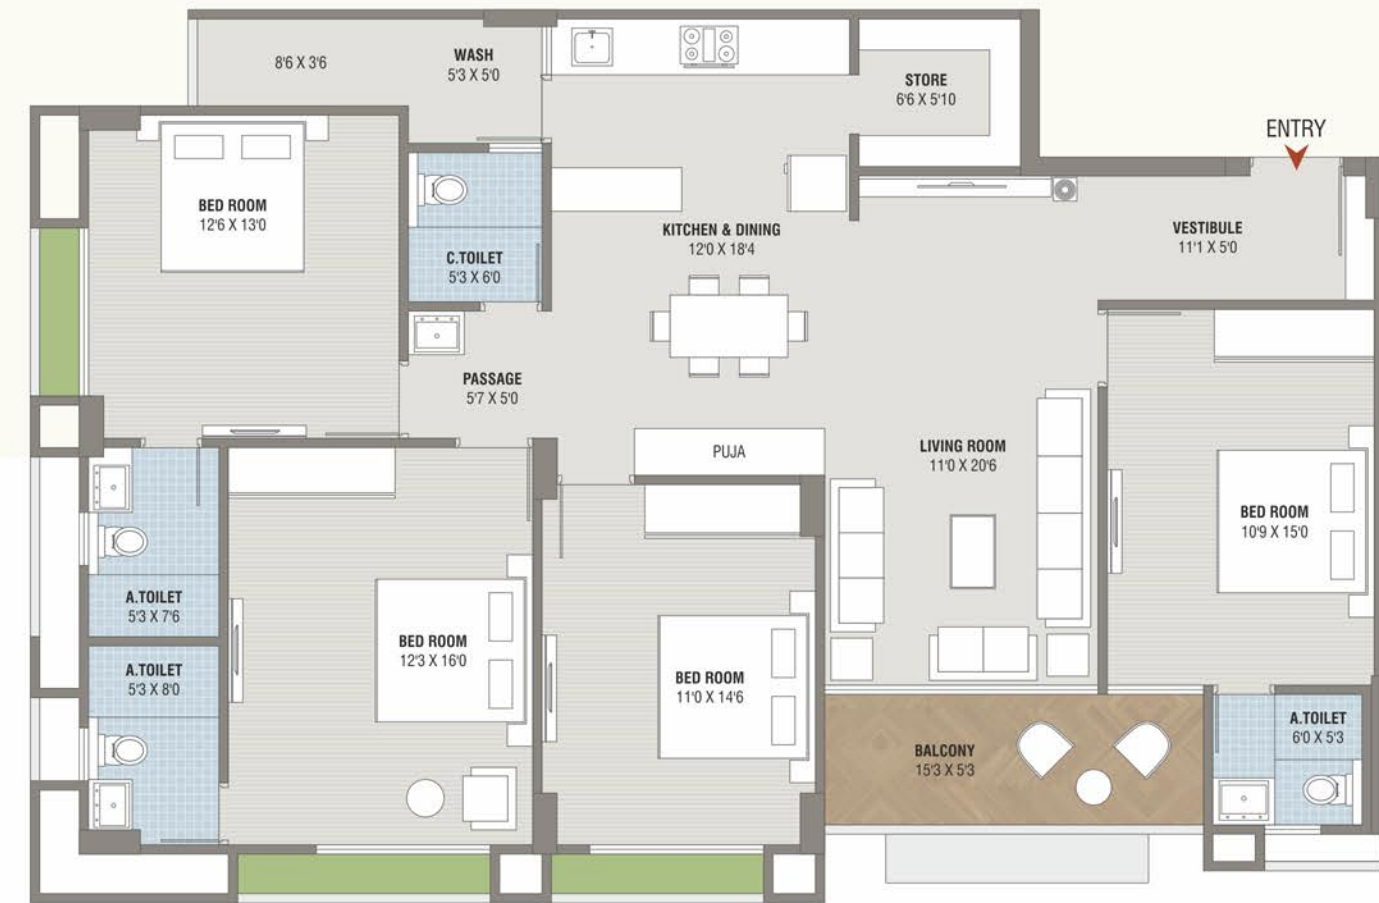 8'6 X 3'6
WASH
5'3 X 5'0
STORE
6'6 X 5'10
ENTRY
BED ROOM
12'6 X 13'0
C.TOILET
5'3 X 6'0
KITCHEN & DINING
12'0 X 18'4
VESTIBULE
11'1 X 5'0
PASSAGE
5'7 X 5'0
PUJA
LIVING ROOM
11'0 X 20'6
BED ROOM
10'9 X 15'0
A.TOILET
5'3 X 7'6
BED ROOM
12'3 X 16'0
A.TOILET
5'3 X 8'0
BED ROOM
11'0 X 14'6
BALCONY
15'3 X 5'3
A.TOILET
6'0 X 5'3